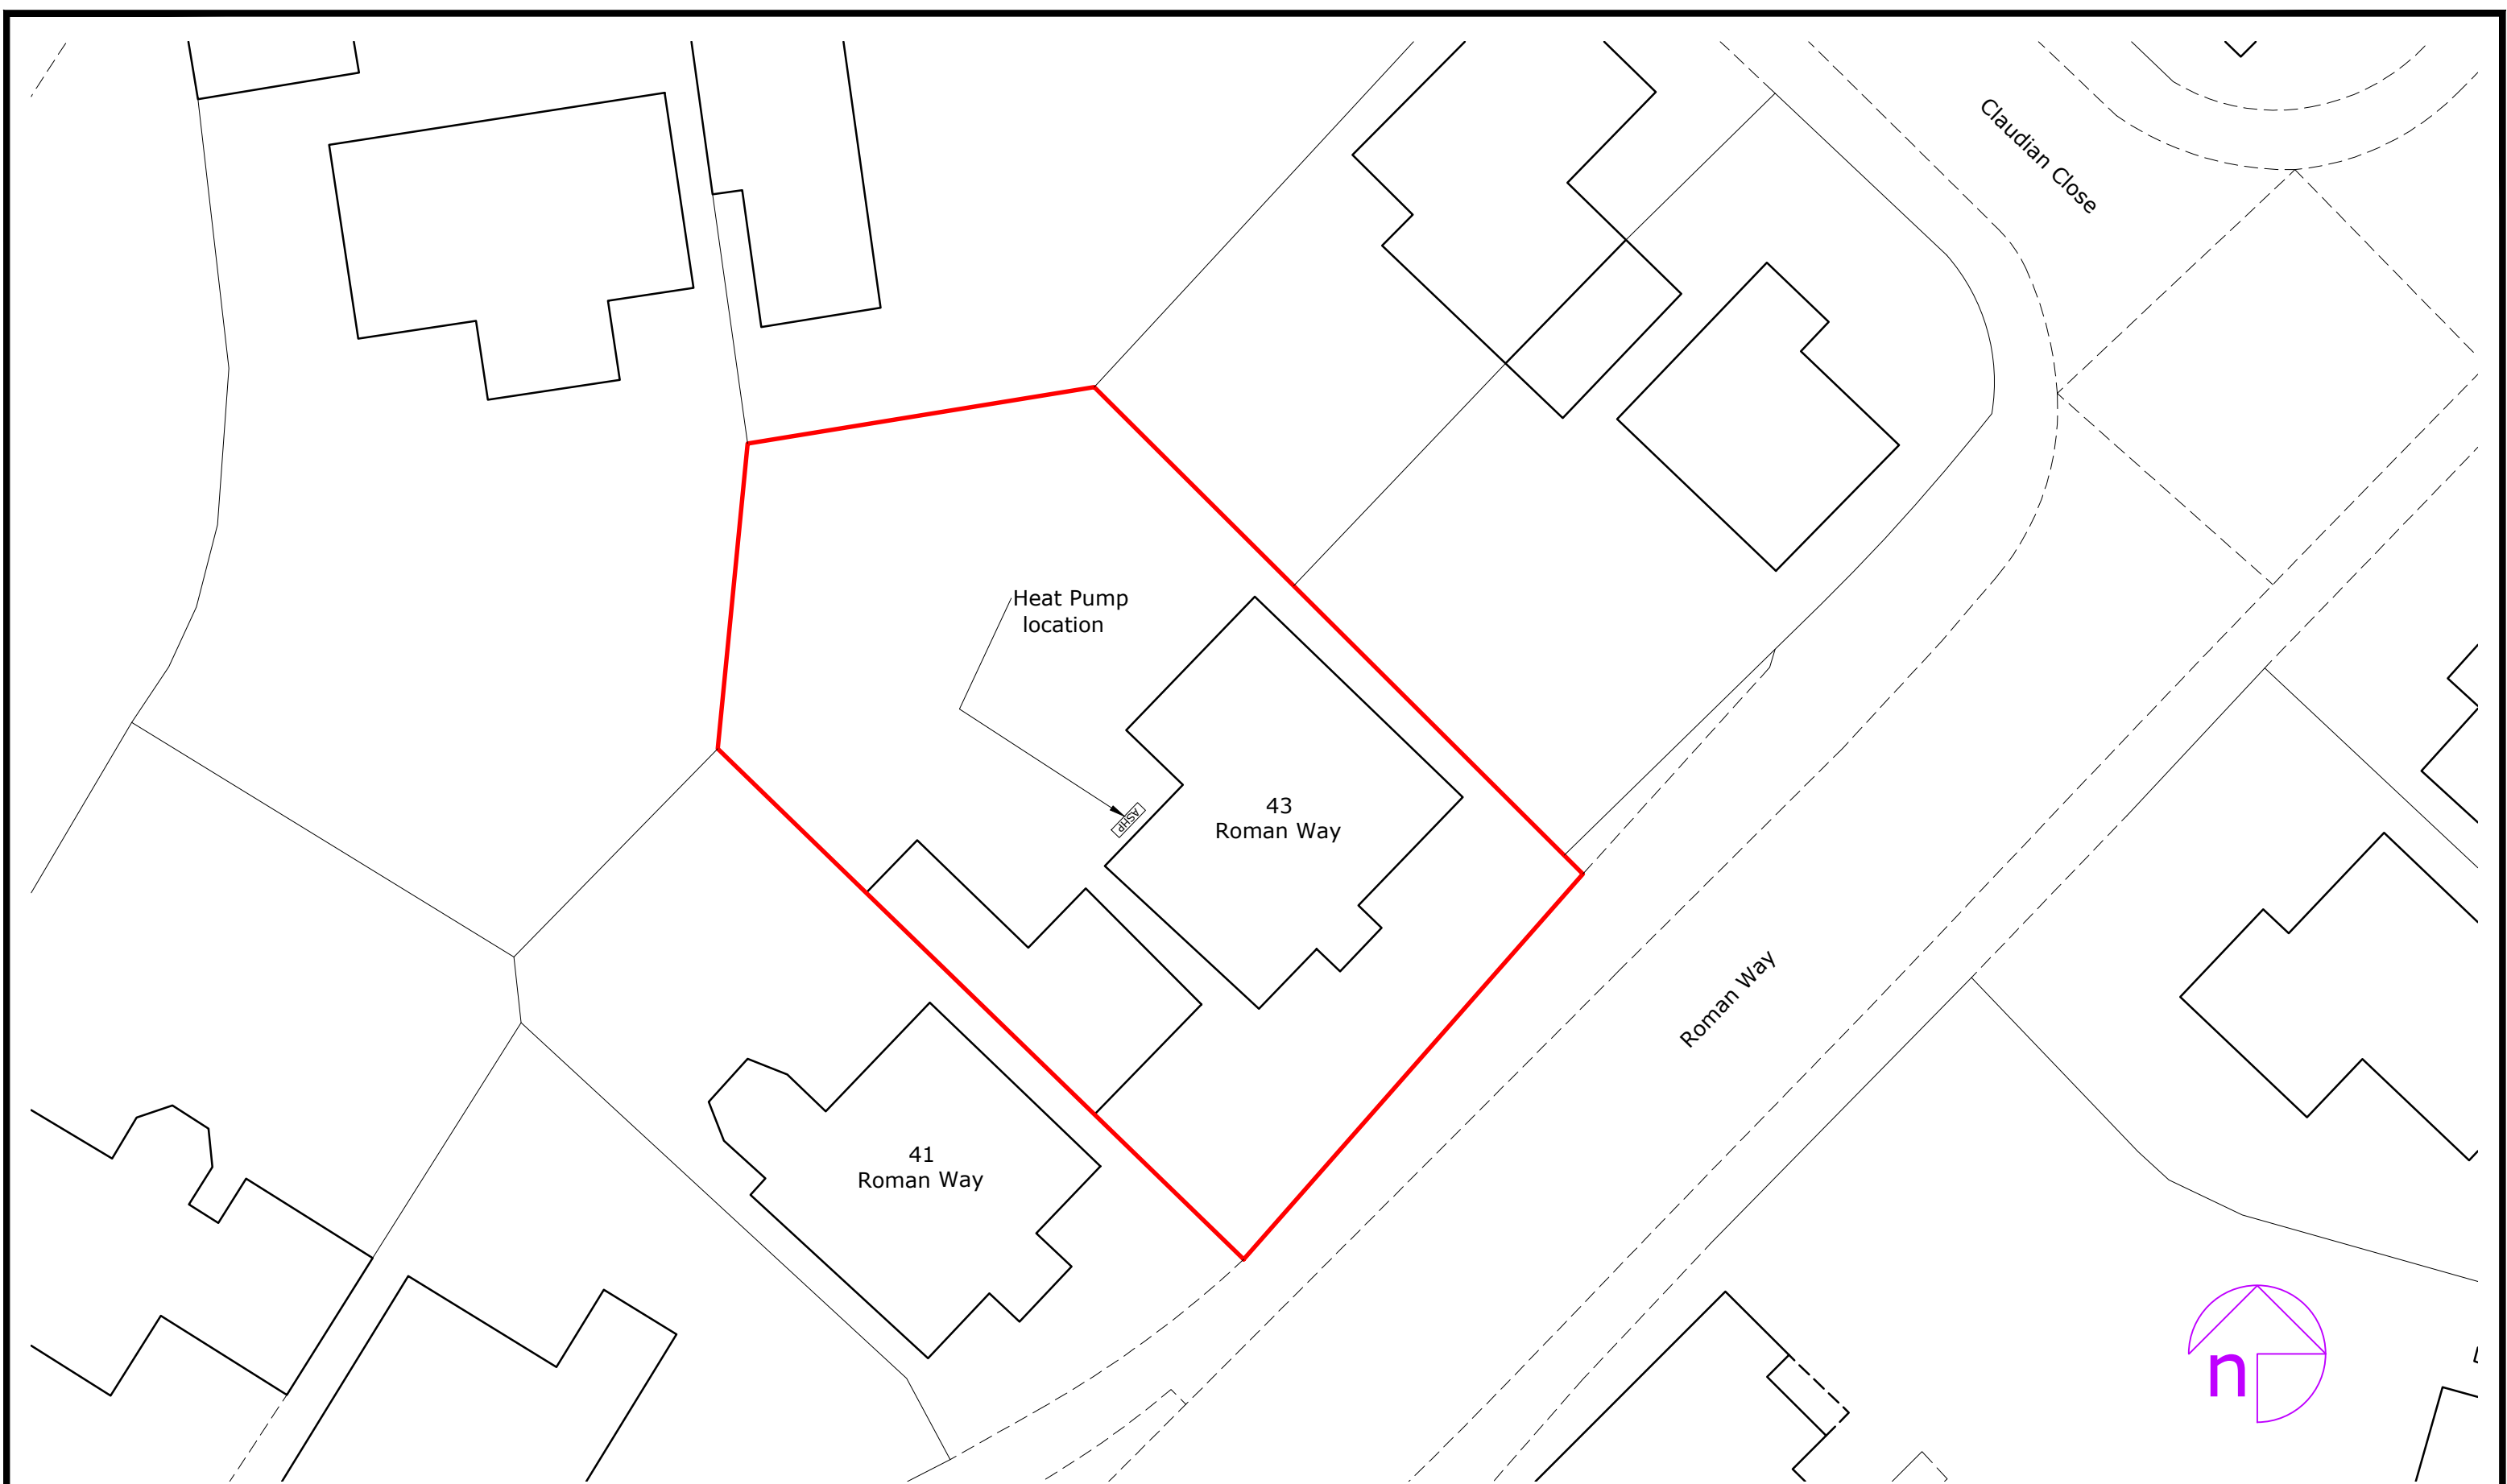 Claudian Close
Heat Pump
location
ASHP
43
Roman Way
Roman Way
41
Roman Way
n